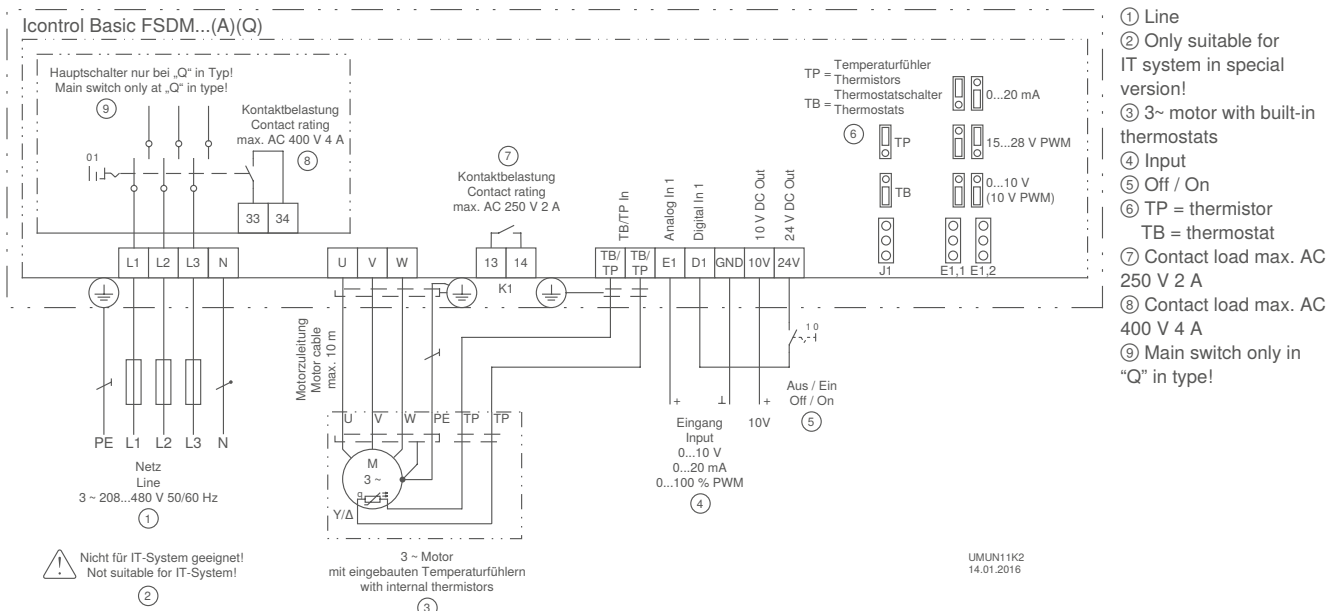 Icontrol Basic FSDM...(A)(Q)
Hauptschalter nur bei „Q“ in Typ!
Main switch only at „Q“ in type!
⑨
Kontaktbelastung
Contact rating
max. AC 400 V 4 A
⑧
0 1
33 34
⑦
Kontaktbelastung
Contact rating
max. AC 250 V 2 A
TB/TP In
Analog In 1
Digital In 1
10 V DC Out
24 V DC Out
TP = Temperaturfühler
Thermistors
TB = Thermostatschalter
Thermostats
⑥
TP
TB
J1
0...20 mA
15...28 V PWM
0...10 V
(10 V PWM)
E1,1 E1,2
L1 L2 L3 N
U V W
13 14
K1
TB/TP TB/TP E1 D1 GND 10V 24V
Motorzuleitung
Motor cable
max. 10 m
PE L1 L2 L3 N
Netz
Line
3 ~ 208...480 V 50/60 Hz
①
Nicht für IT-System geeignet!
Not suitable for IT-System!
②
U V W PE TP TP
M
3 ~
Y/Δ
3 ~ Motor
mit eingebauten Temperaturfühlern
with internal thermistors
③
+ ⊥ +
Eingang
Input
0...10 V
0...20 mA
0...100 % PWM
④
10V
1 0
Aus / Ein
Off / On
⑤
UMUN11K2
14.01.2016
① Line
② Only suitable for
IT system in special
version!
③ 3~ motor with built-in
thermostats
④ Input
⑤ Off / On
⑥ TP = thermistor
TB = thermostat
⑦ Contact load max. AC
250 V 2 A
⑧ Contact load max. AC
400 V 4 A
⑨ Main switch only in
“Q” in type!